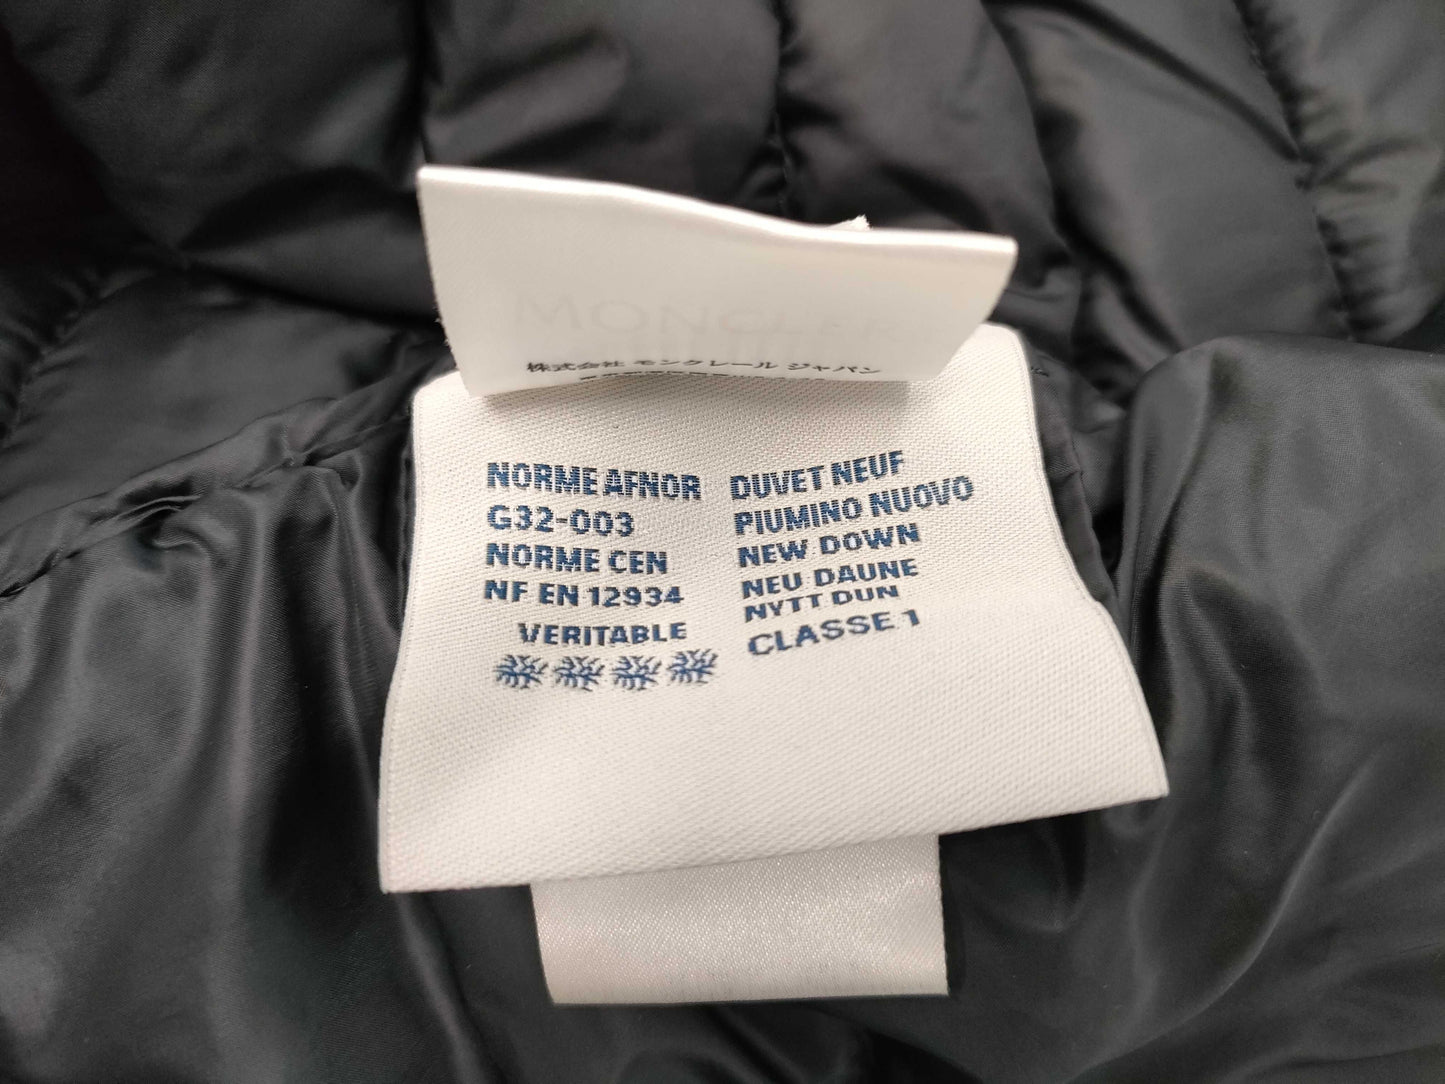 MONCLER
株式会社 モンクレール ジャパン
NORME AFNOR
G32-003
NORME CEN
NF EN 12934
VERITABLE
DUVET NEUF
PIUMINO NUOVO
NEW DOWN
NEU DAUNE
NYTT DUN
CLASSE 1